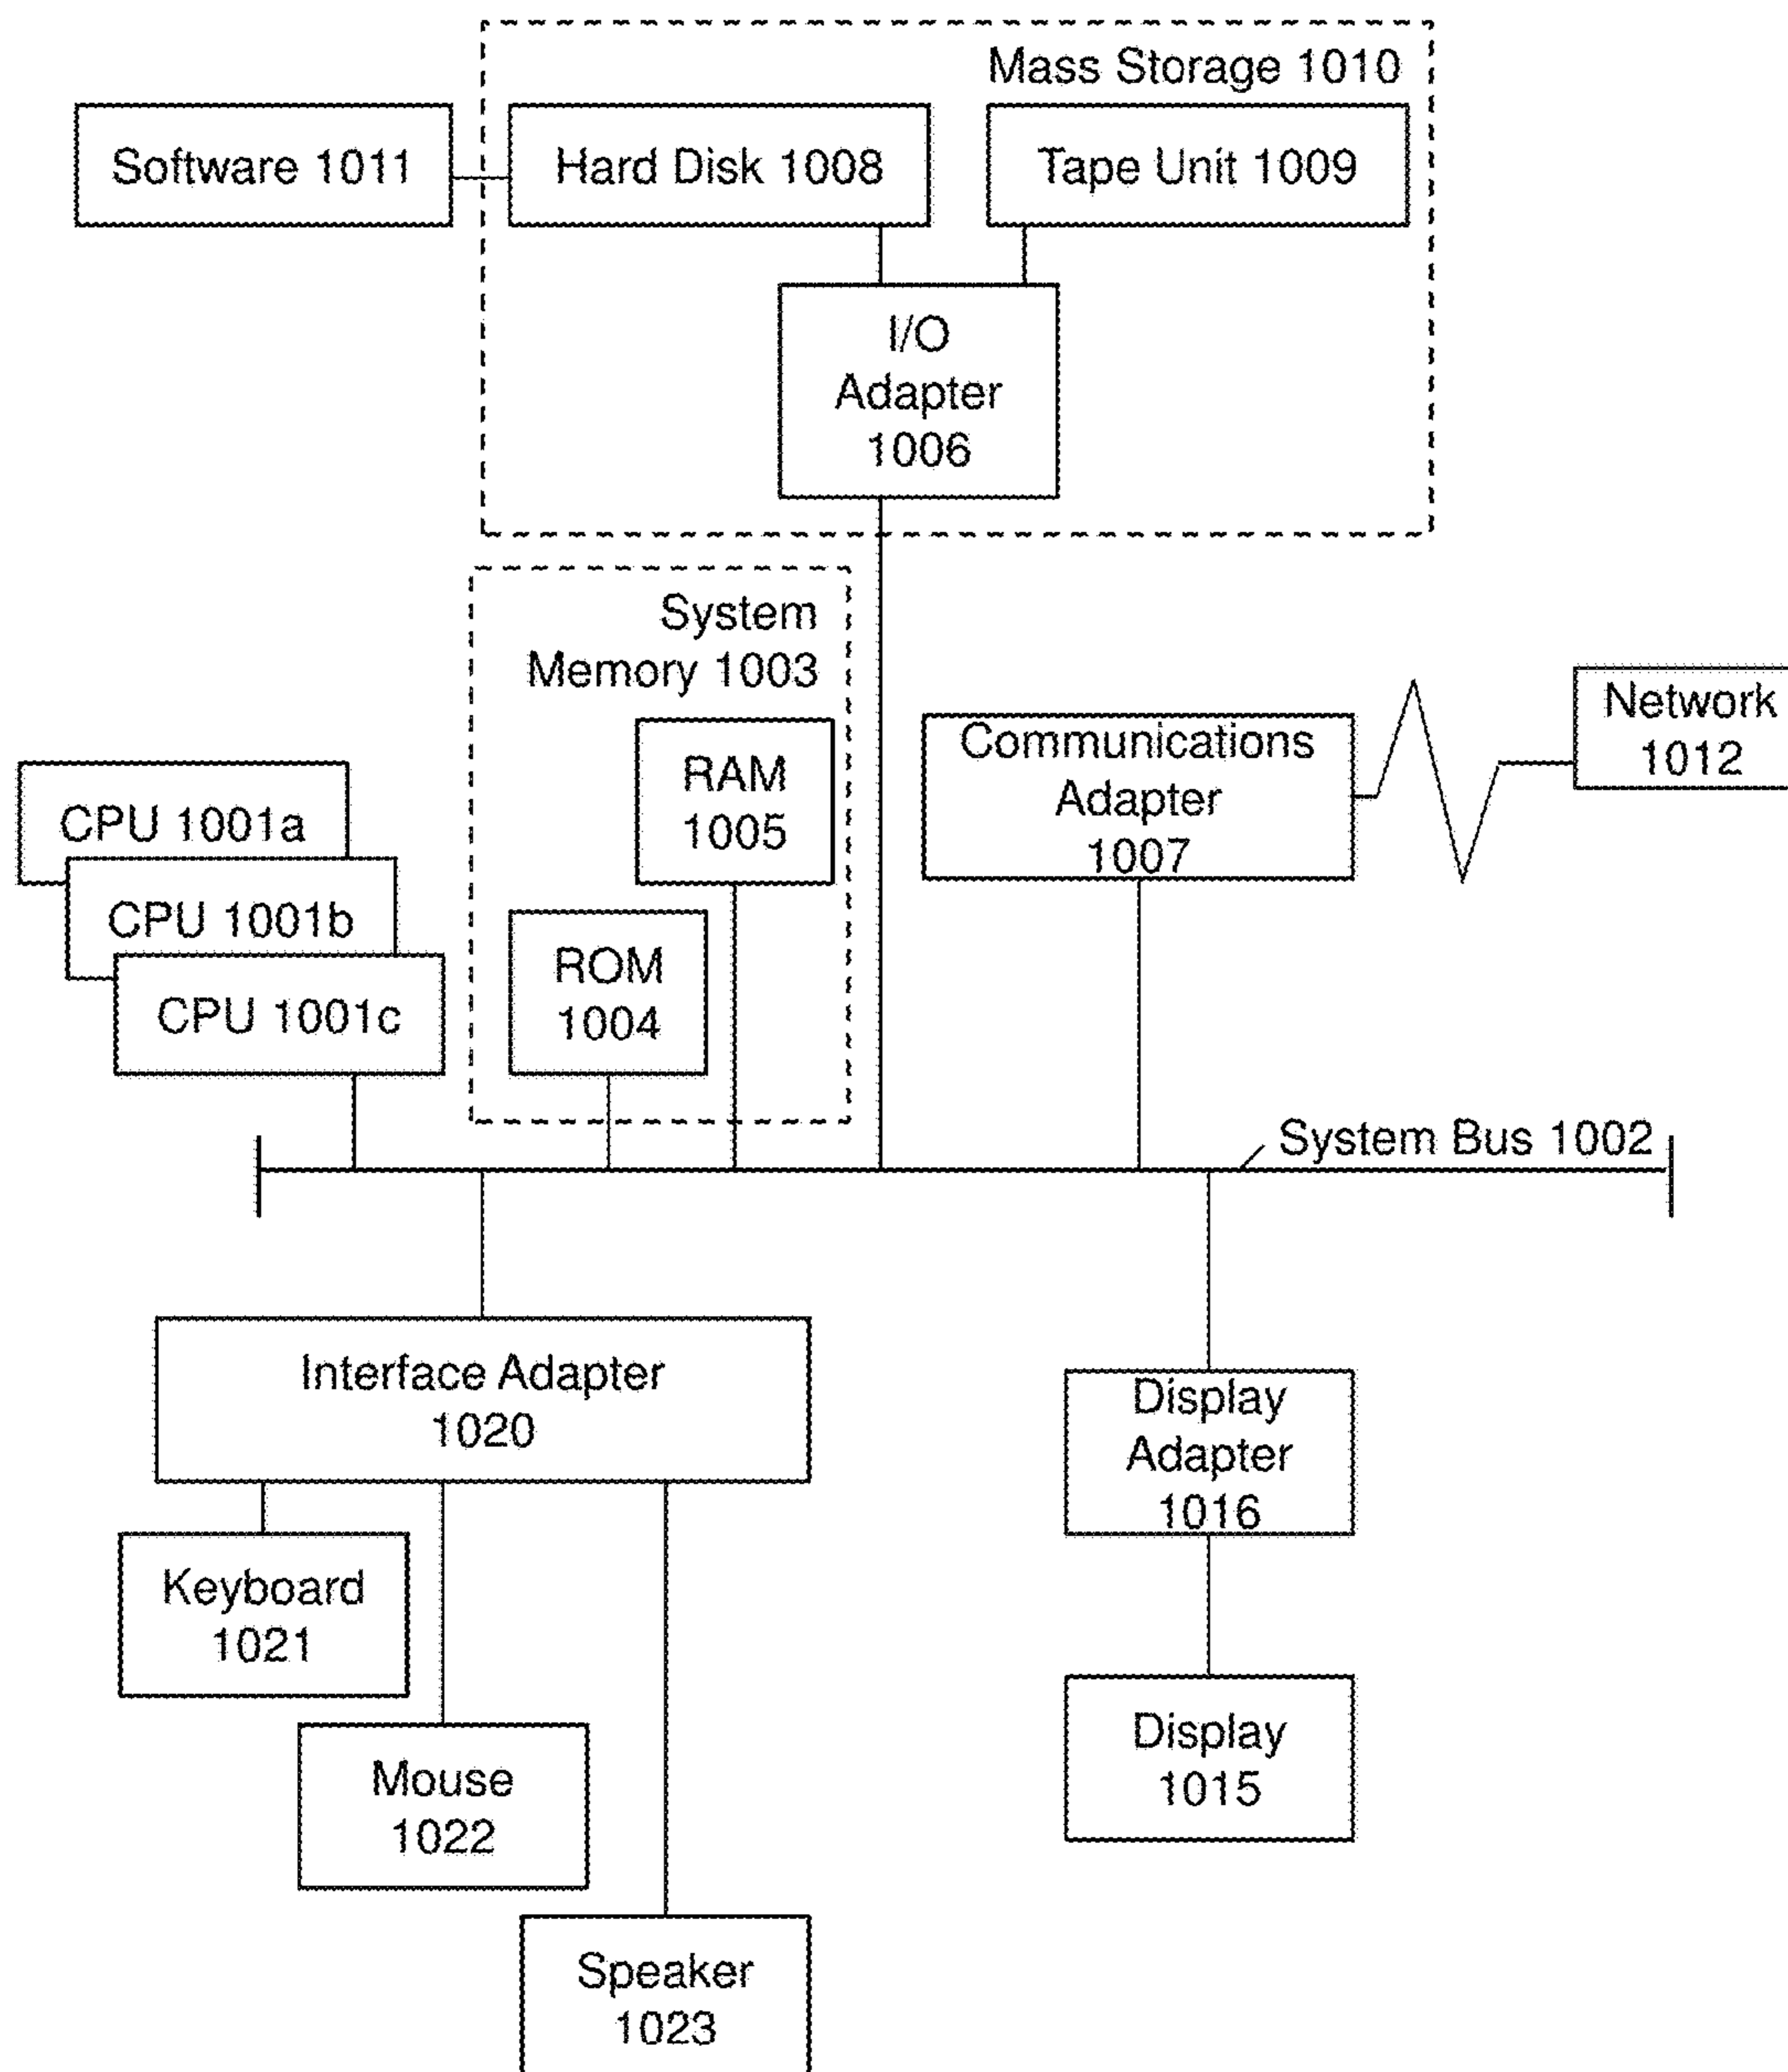 Mass Storage 1010
Software 1011
Hard Disk 1008
Tape Unit 1009
I/O
Adapter
1006
System
Memory 1003
RAM
1005
ROM
1004
Communications
Adapter
1007
Network
1012
CPU 1001a
CPU 1001b
CPU 1001c
System Bus 1002
Interface Adapter
1020
Display
Adapter
1016
Keyboard
1021
Mouse
1022
Display
1015
Speaker
1023